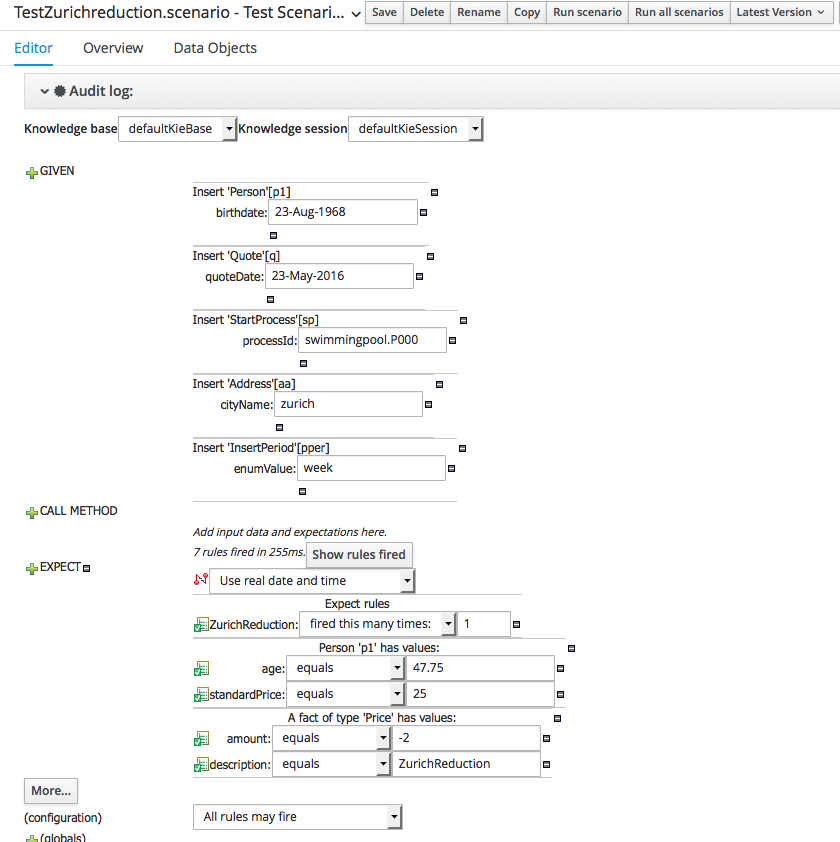 TestZurichreduction.scenario - Test Scenari... Save Delete Rename Copy Run scenario Run all scenarios Latest Version
Editor Overview Data Objects
Audit log:
Knowledge base defaultKieBase Knowledge session defaultKieSession
GIVEN
Insert 'Person'[p1]
birthdate: 23-Aug-1968
Insert 'Quote'[q]
quoteDate: 23-May-2016
Insert 'StartProcess'[sp]
processId: swimmingpool.P000
Insert 'Address'[aa]
cityName: zurich
Insert 'InsertPeriod'[pper]
enumValue: week
CALL METHOD
Add input data and expectations here.
7 rules fired in 255ms. Show rules fired
EXPECT
Use real date and time
Expect rules
ZurichReduction: fired this many times: 1
Person 'p1' has values:
age: equals 47.75
standardPrice: equals 25
A fact of type 'Price' has values:
amount: equals -2
description: equals ZurichReduction
More...
(configuration) All rules may fire
(globals)